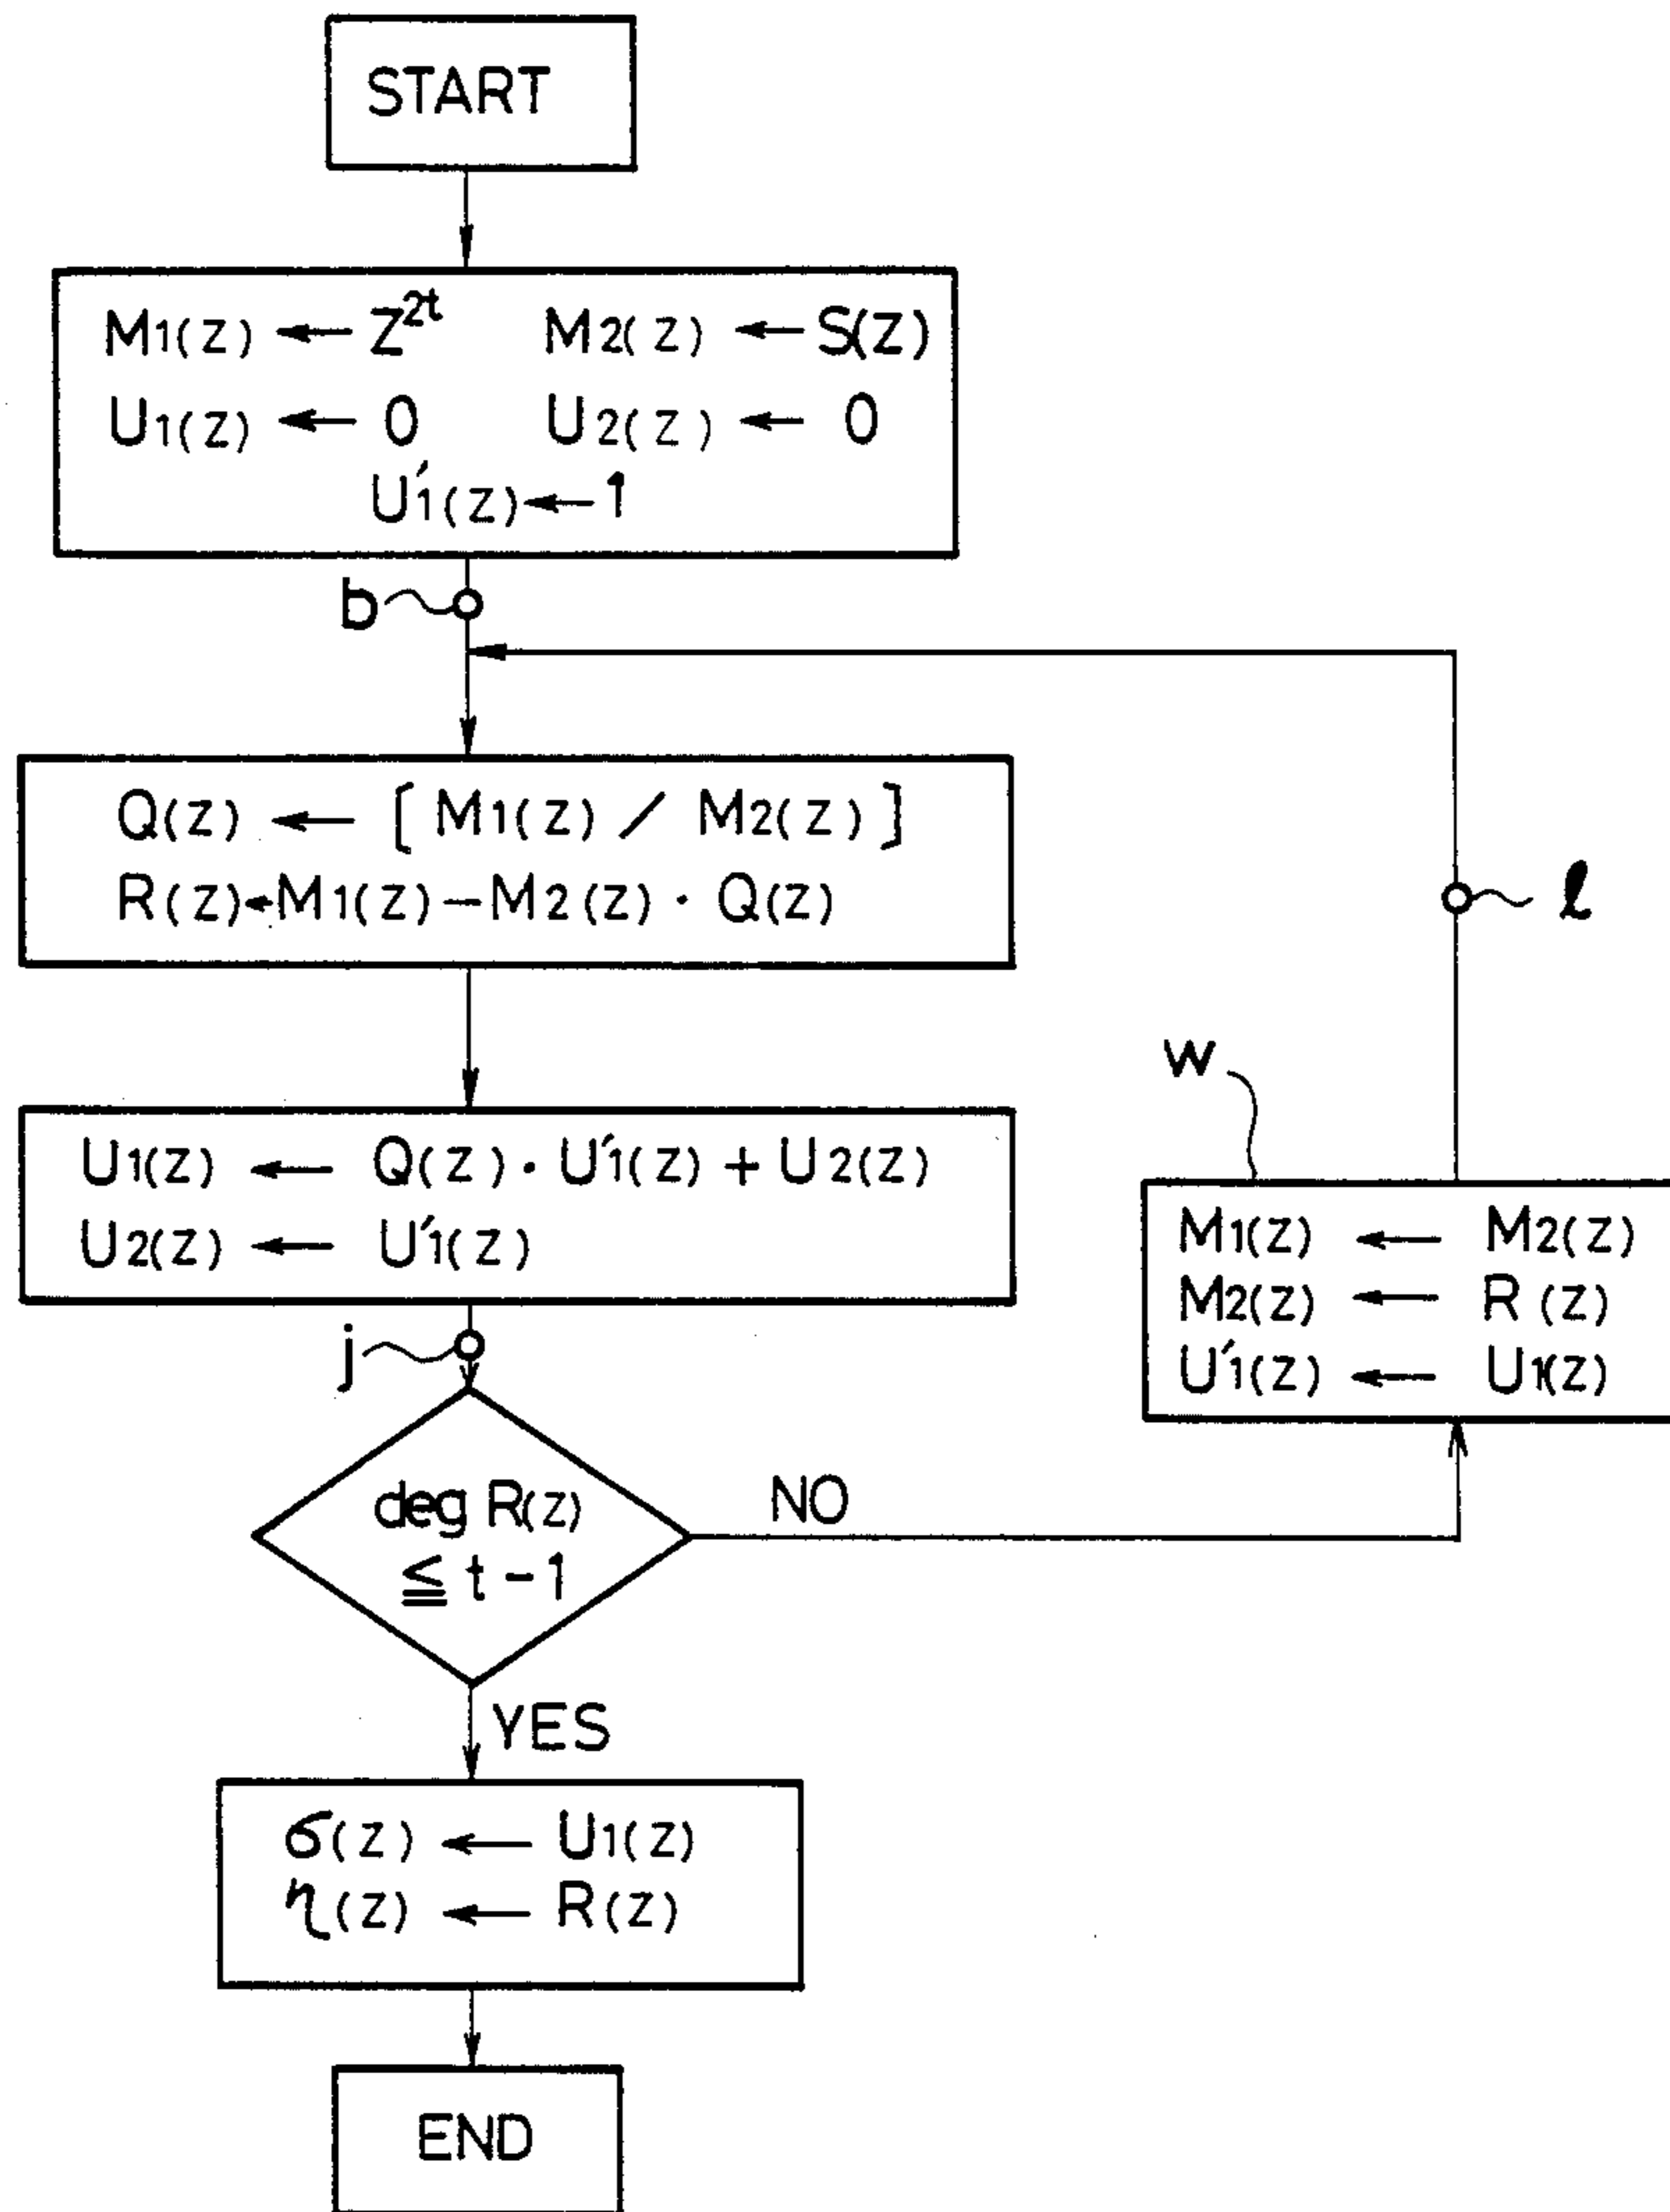 START
M1(z) ← Z^2t M2(z) ← S(z)
U1(z) ← 0 U2(z) ← 0
U'1(z) ← 1
b
Q(z) ← [ M1(z) / M2(z) ]
R(z) ← M1(z) – M2(z) · Q(z)
l
w
U1(z) ← Q(z) · U'1(z) + U2(z)
U2(z) ← U'1(z)
M1(z) ← M2(z)
M2(z) ← R(z)
U'1(z) ← U1(z)
j
deg R(z)
≦ t – 1
NO
YES
σ(z) ← U1(z)
η(z) ← R(z)
END